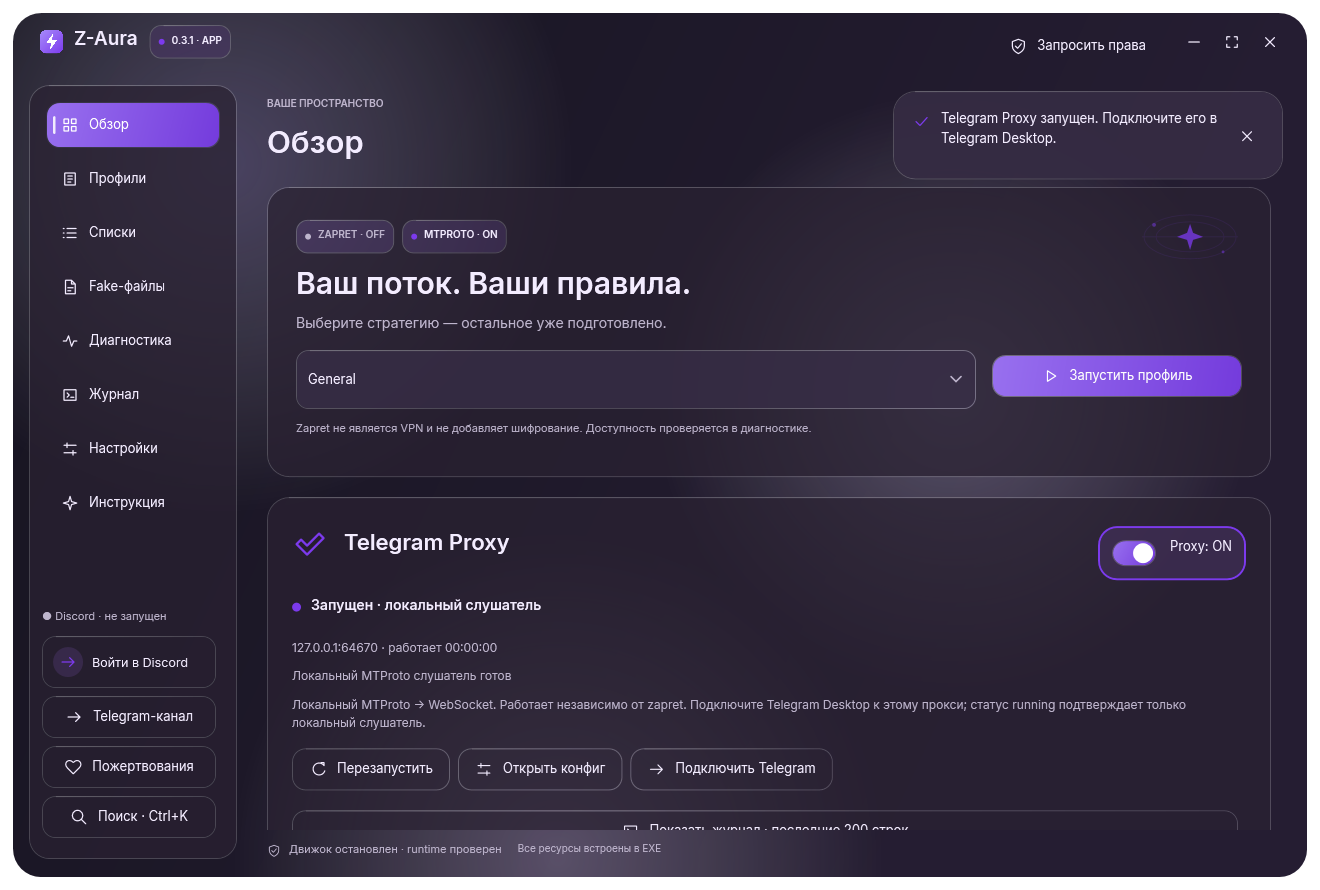 Z-Aura
0.3.1 · APP
Запросить права
Обзор
Профили
Списки
Fake-файлы
Диагностика
Журнал
Настройки
Инструкция
Discord · не запущен
Войти в Discord
Telegram-канал
Пожертвования
Поиск · Ctrl+K
ВАШЕ ПРОСТРАНСТВО
Обзор
Telegram Proxy запущен. Подключите его в
Telegram Desktop.
ZAPRET · OFF
MTPROTO · ON
Ваш поток. Ваши правила.
Выберите стратегию — остальное уже подготовлено.
General
Запустить профиль
Zapret не является VPN и не добавляет шифрование. Доступность проверяется в диагностике.
Telegram Proxy
Proxy: ON
Запущен · локальный слушатель
127.0.0.1:64670 · работает 00:00:00
Локальный MTProto слушатель готов
Локальный MTProto → WebSocket. Работает независимо от zapret. Подключите Telegram Desktop к этому прокси; статус running подтверждает только
локальный слушатель.
Перезапустить
Открыть конфиг
Подключить Telegram
Показать журнал · последние 200 строк
Движок остановлен · runtime проверен
Все ресурсы встроены в EXE